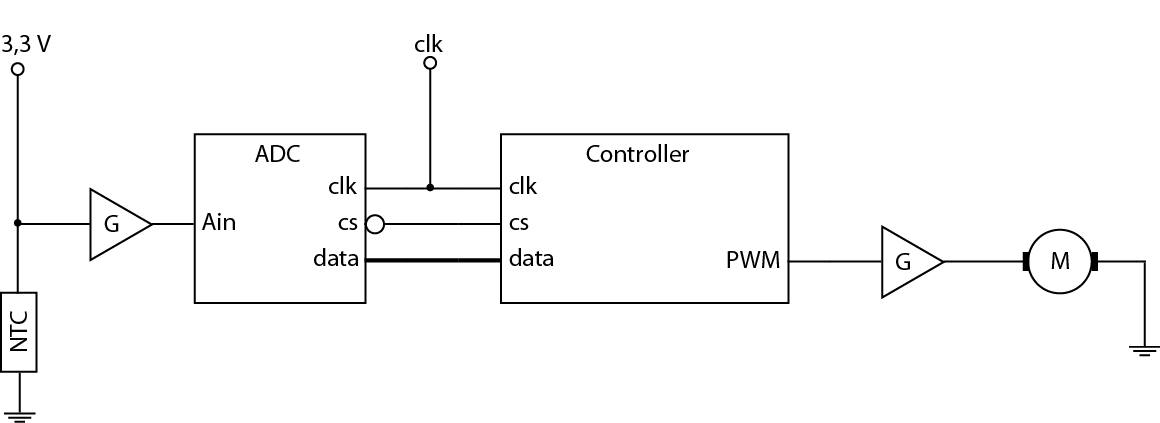 3,3 V
clk
ADC
Controller
clk
clk
G
Ain
cs
cs
data
data
PWM
G
M
NTC